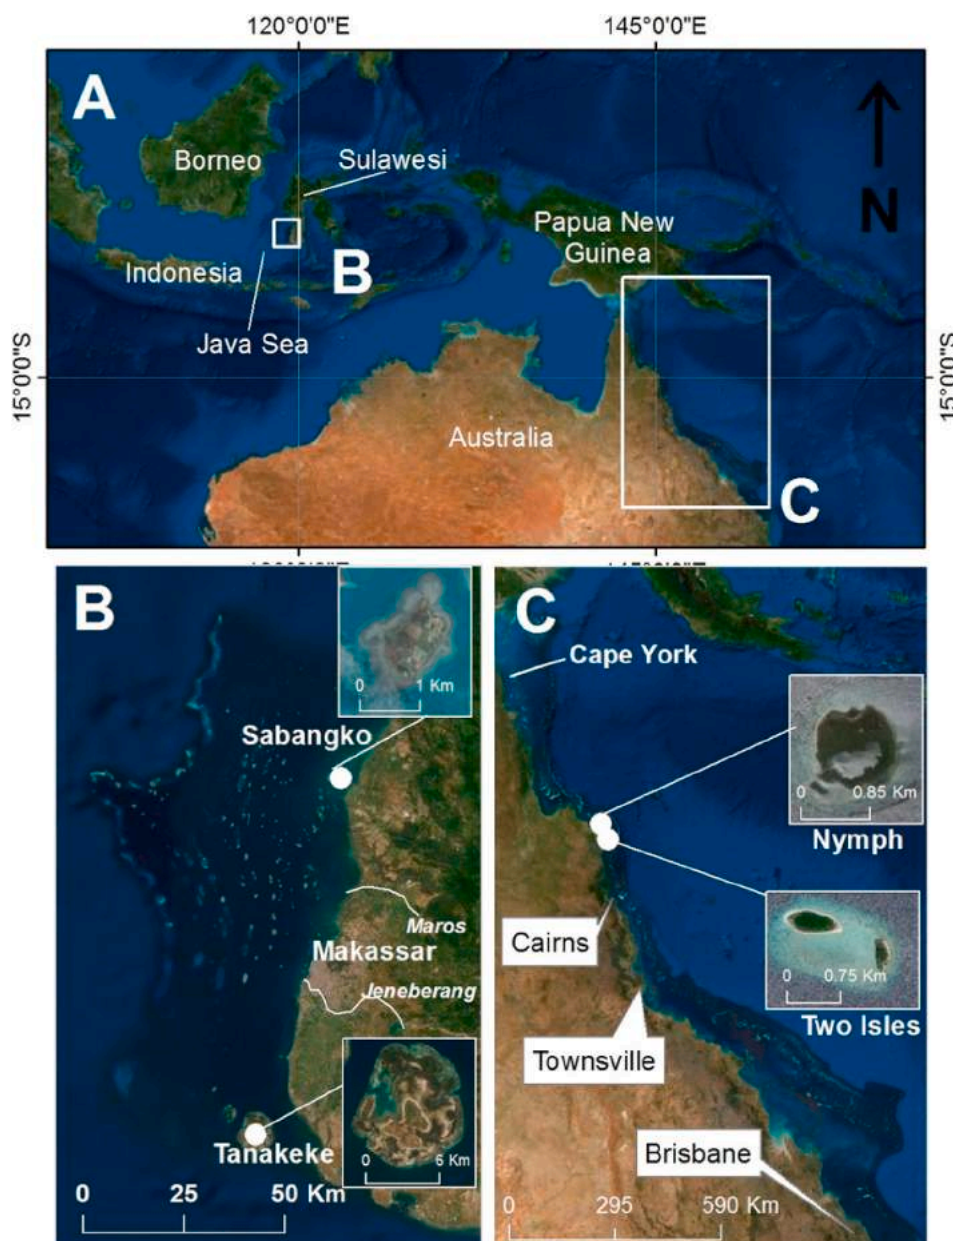 120°0'0"E
145°0'0"E
A
Borneo
Sulawesi
N
Papua New
Guinea
B
Indonesia
Java Sea
15°0'0"S
15°0'0"S
Australia
C
B
0 1 Km
Sabangko
Maros
Makassar
Jeneberang
Tanakeke
0 6 Km
0 25 50 Km
C
Cape York
0 0.85 Km
Nymph
Cairns
0 0.75 Km
Two Isles
Townsville
Brisbane
0 295 590 Km